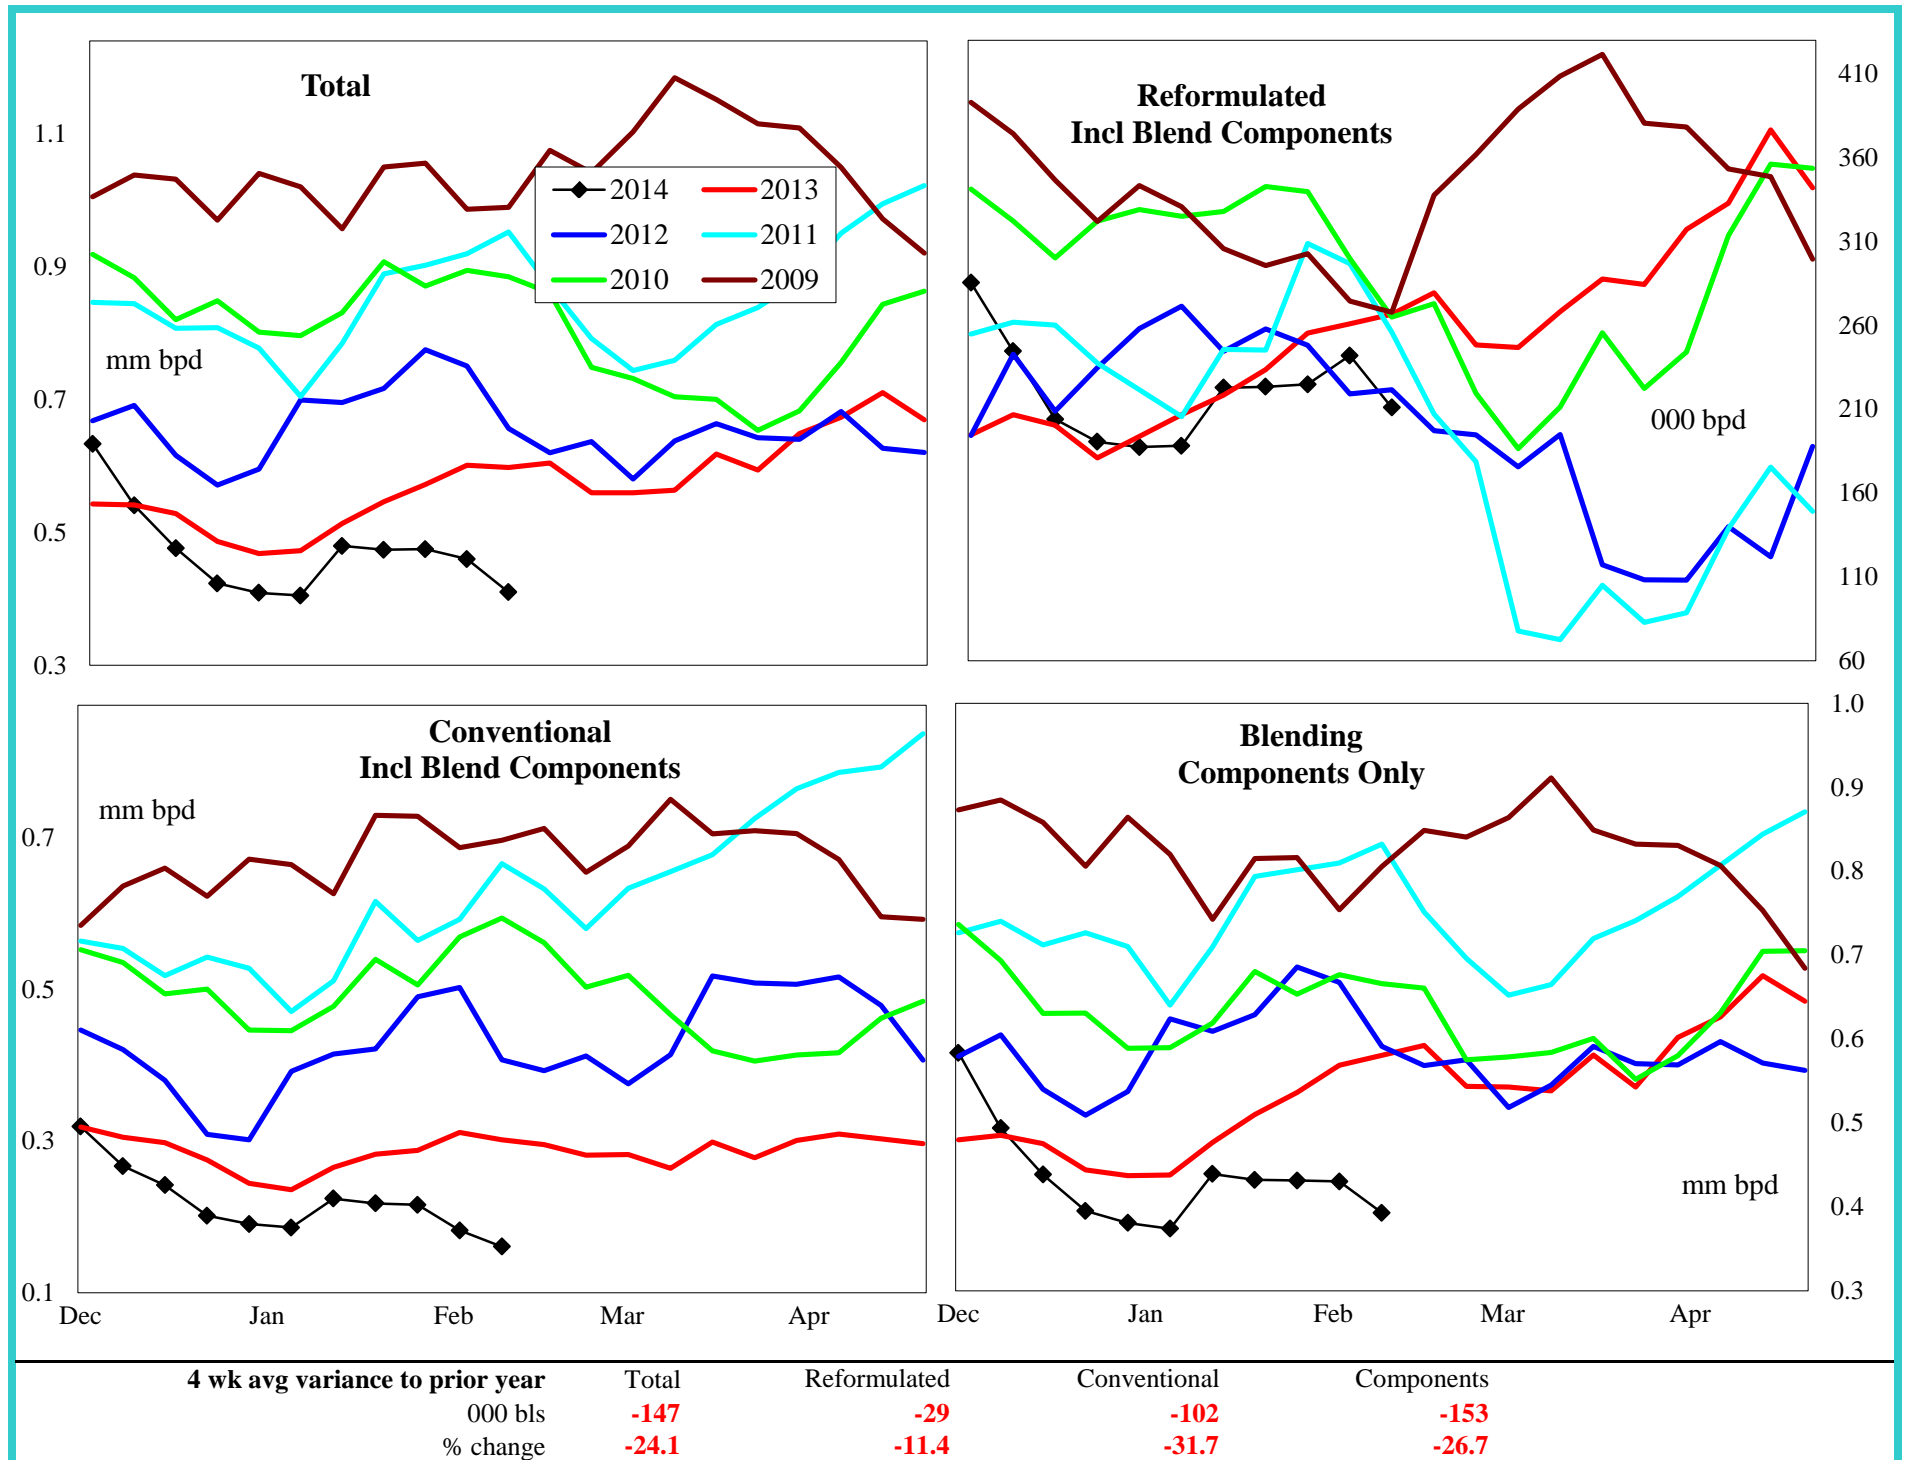 Total
1.1
0.9
0.7
0.5
0.3
mm bpd
2014 2013
2012 2011
2010 2009
Reformulated
Incl Blend Components
410
360
310
260
210
160
110
60
000 bpd
Conventional
Incl Blend Components
mm bpd
0.7
0.5
0.3
0.1
Dec Jan Feb Mar Apr
Blending
Components Only
1.0
0.9
0.8
0.7
0.6
0.5
0.4
0.3
mm bpd
Dec Jan Feb Mar Apr
4 wk avg variance to prior year Total Reformulated Conventional Components
000 bls -147 -29 -102 -153
% change -24.1 -11.4 -31.7 -26.7